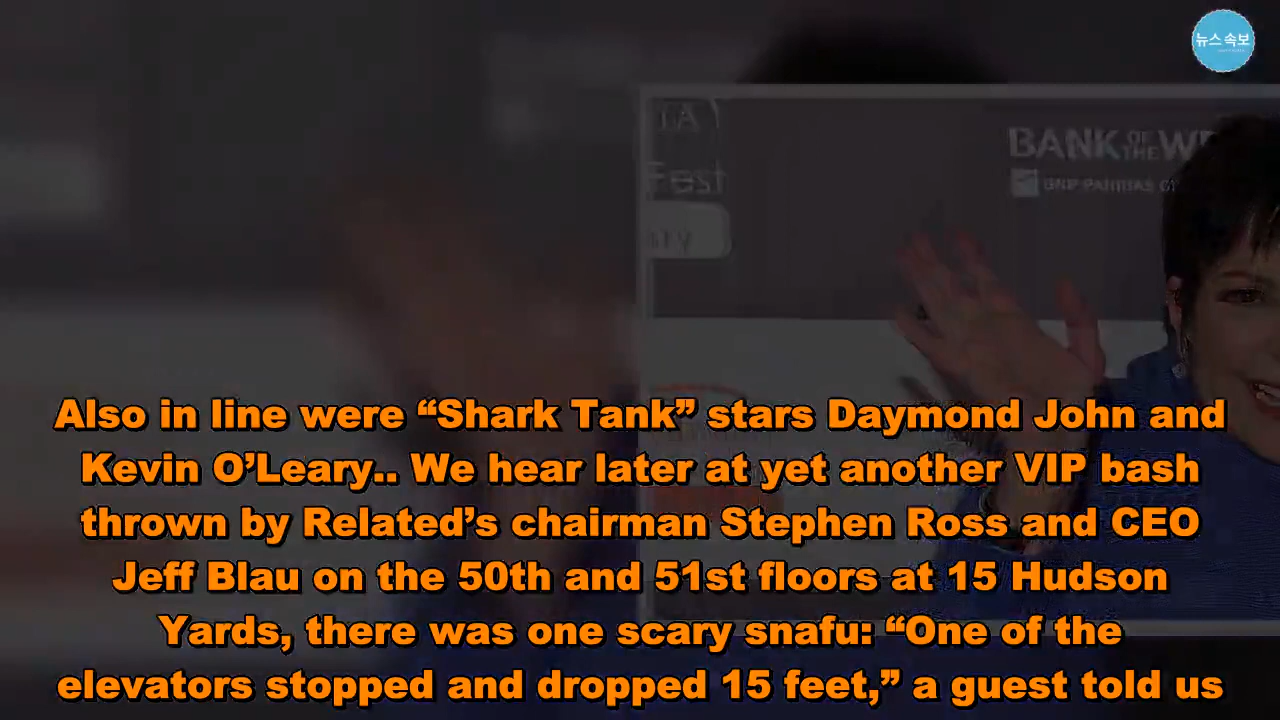 뉴스 속보
BANK OF THE WE
Fest
Also in line were “Shark Tank” stars Daymond John and
Kevin O’Leary.. We hear later at yet another VIP bash
thrown by Related’s chairman Stephen Ross and CEO
Jeff Blau on the 50th and 51st floors at 15 Hudson
Yards, there was one scary snafu: “One of the
elevators stopped and dropped 15 feet,” a guest told us